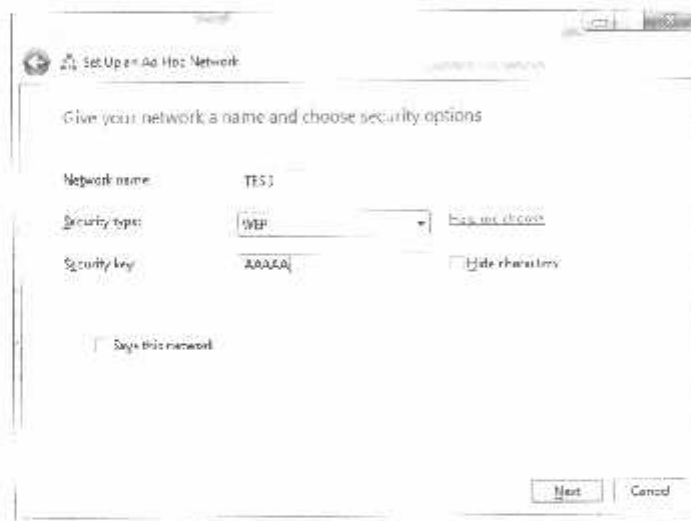 Set Up an Ad Hoc Network
Give your network a name and choose security options
Network name
TEST
Security type:
WEP
Help me choose
Security key
AAAAA
Hide characters
Save this network
Next
Cancel